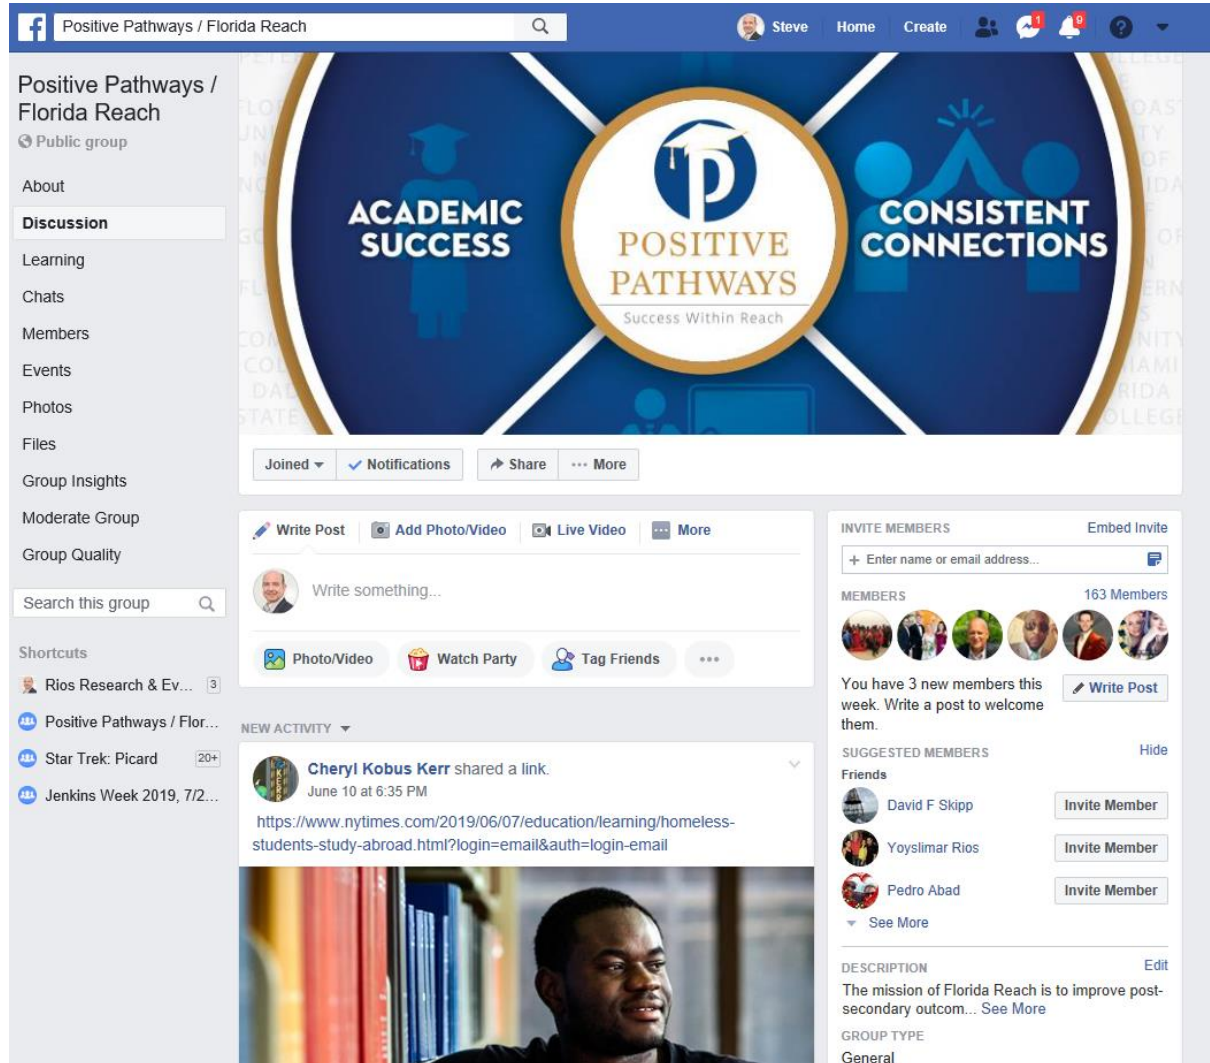 Positive Pathways / Florida Reach
Steve
Home
Create
1
9
Positive Pathways /
Florida Reach
Public group
About
Discussion
Learning
Chats
Members
Events
Photos
Files
Group Insights
Moderate Group
Group Quality
Search this group
Shortcuts
Rios Research & Ev... 3
Positive Pathways / Flor...
Star Trek: Picard 20+
Jenkins Week 2019, 7/2...
ACADEMIC
SUCCESS
POSITIVE
PATHWAYS
Success Within Reach
CONSISTENT
CONNECTIONS
Joined
Notifications
Share
More
Write Post
Add Photo/Video
Live Video
More
Write something...
Photo/Video
Watch Party
Tag Friends
NEW ACTIVITY
Cheryl Kobus Kerr shared a link.
June 10 at 6:35 PM
https://www.nytimes.com/2019/06/07/education/learning/homeless-
students-study-abroad.html?login=email&auth=login-email
INVITE MEMBERS
Embed Invite
+ Enter name or email address...
MEMBERS
163 Members
You have 3 new members this
week. Write a post to welcome
them.
Write Post
SUGGESTED MEMBERS
Hide
Friends
David F Skipp
Invite Member
Yoyslimar Rios
Invite Member
Pedro Abad
Invite Member
See More
DESCRIPTION
Edit
The mission of Florida Reach is to improve post-
secondary outcom... See More
GROUP TYPE
General